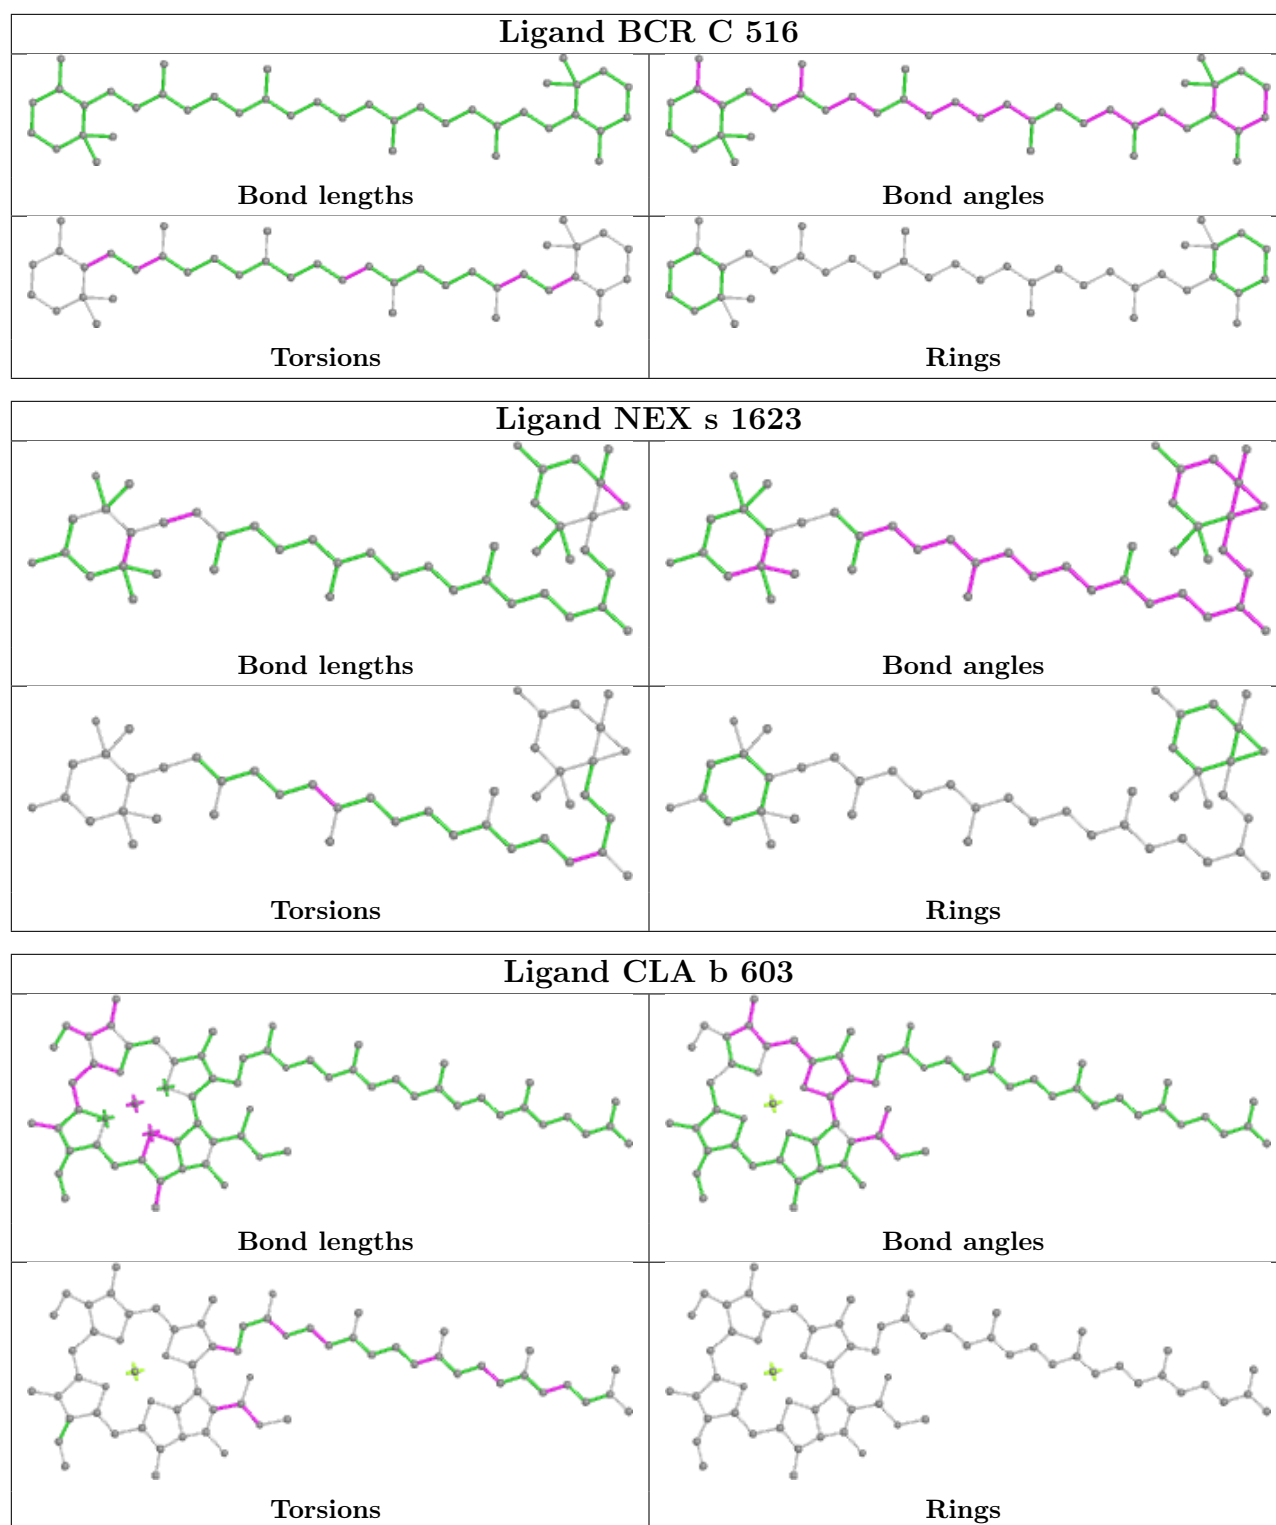 Ligand BCR C 516
Bond lengths
Bond angles
Torsions
Rings
Ligand NEX s 1623
Bond lengths
Bond angles
Torsions
Rings
Ligand CLA b 603
Bond lengths
Bond angles
Torsions
Rings